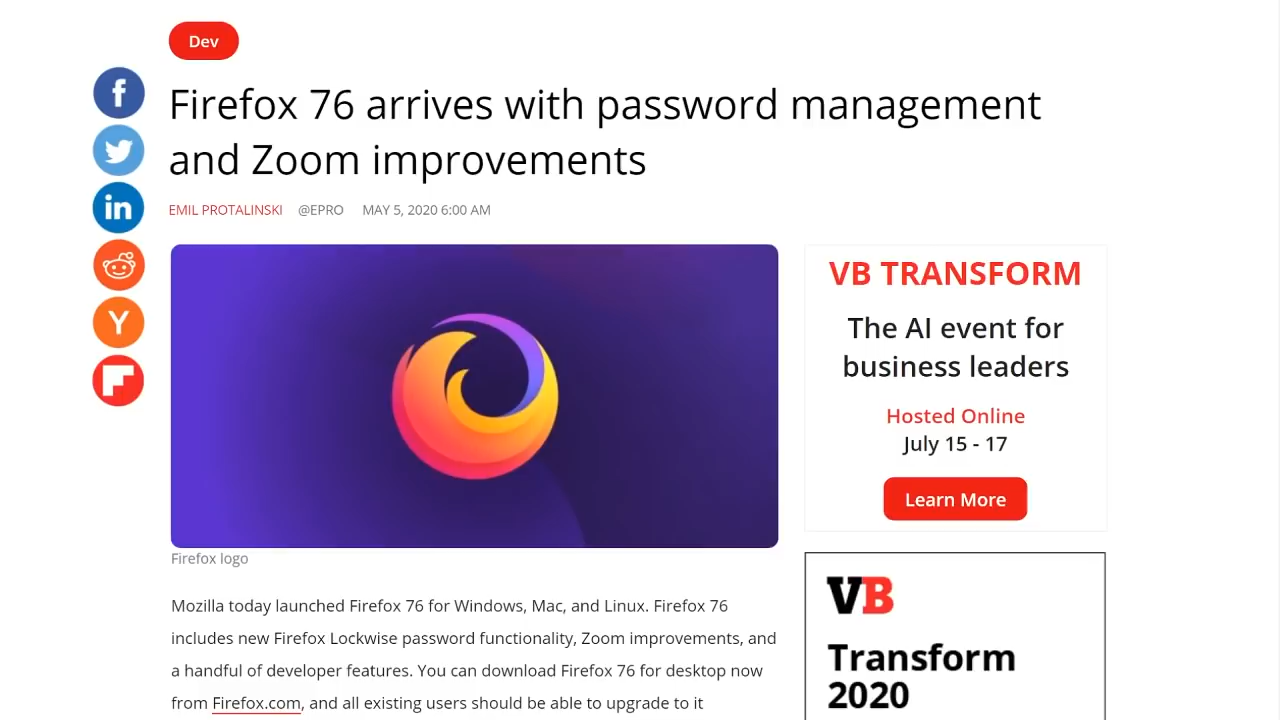 Dev
Firefox 76 arrives with password management
and Zoom improvements
EMIL PROTALINSKI @EPRO MAY 5, 2020 6:00 AM
Firefox logo
Mozilla today launched Firefox 76 for Windows, Mac, and Linux. Firefox 76
includes new Firefox Lockwise password functionality, Zoom improvements, and
a handful of developer features. You can download Firefox 76 for desktop now
from Firefox.com, and all existing users should be able to upgrade to it
VB TRANSFORM
The AI event for
business leaders
Hosted Online
July 15 - 17
Learn More
VB
Transform
2020